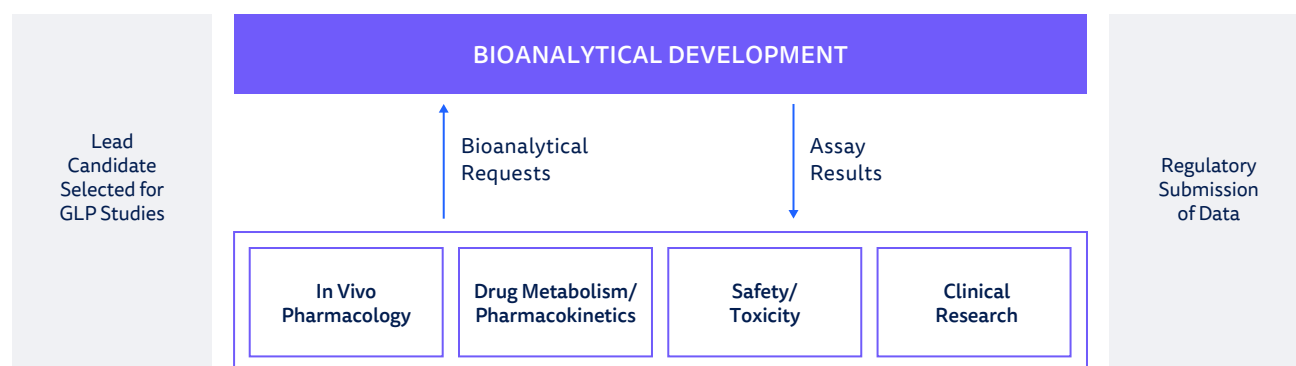 Lead
Candidate
Selected for
GLP Studies
BIOANALYTICAL DEVELOPMENT
Bioanalytical
Requests
Assay
Results
In Vivo
Pharmacology
Drug Metabolism/
Pharmacokinetics
Safety/
Toxicity
Clinical
Research
Regulatory
Submission
of Data